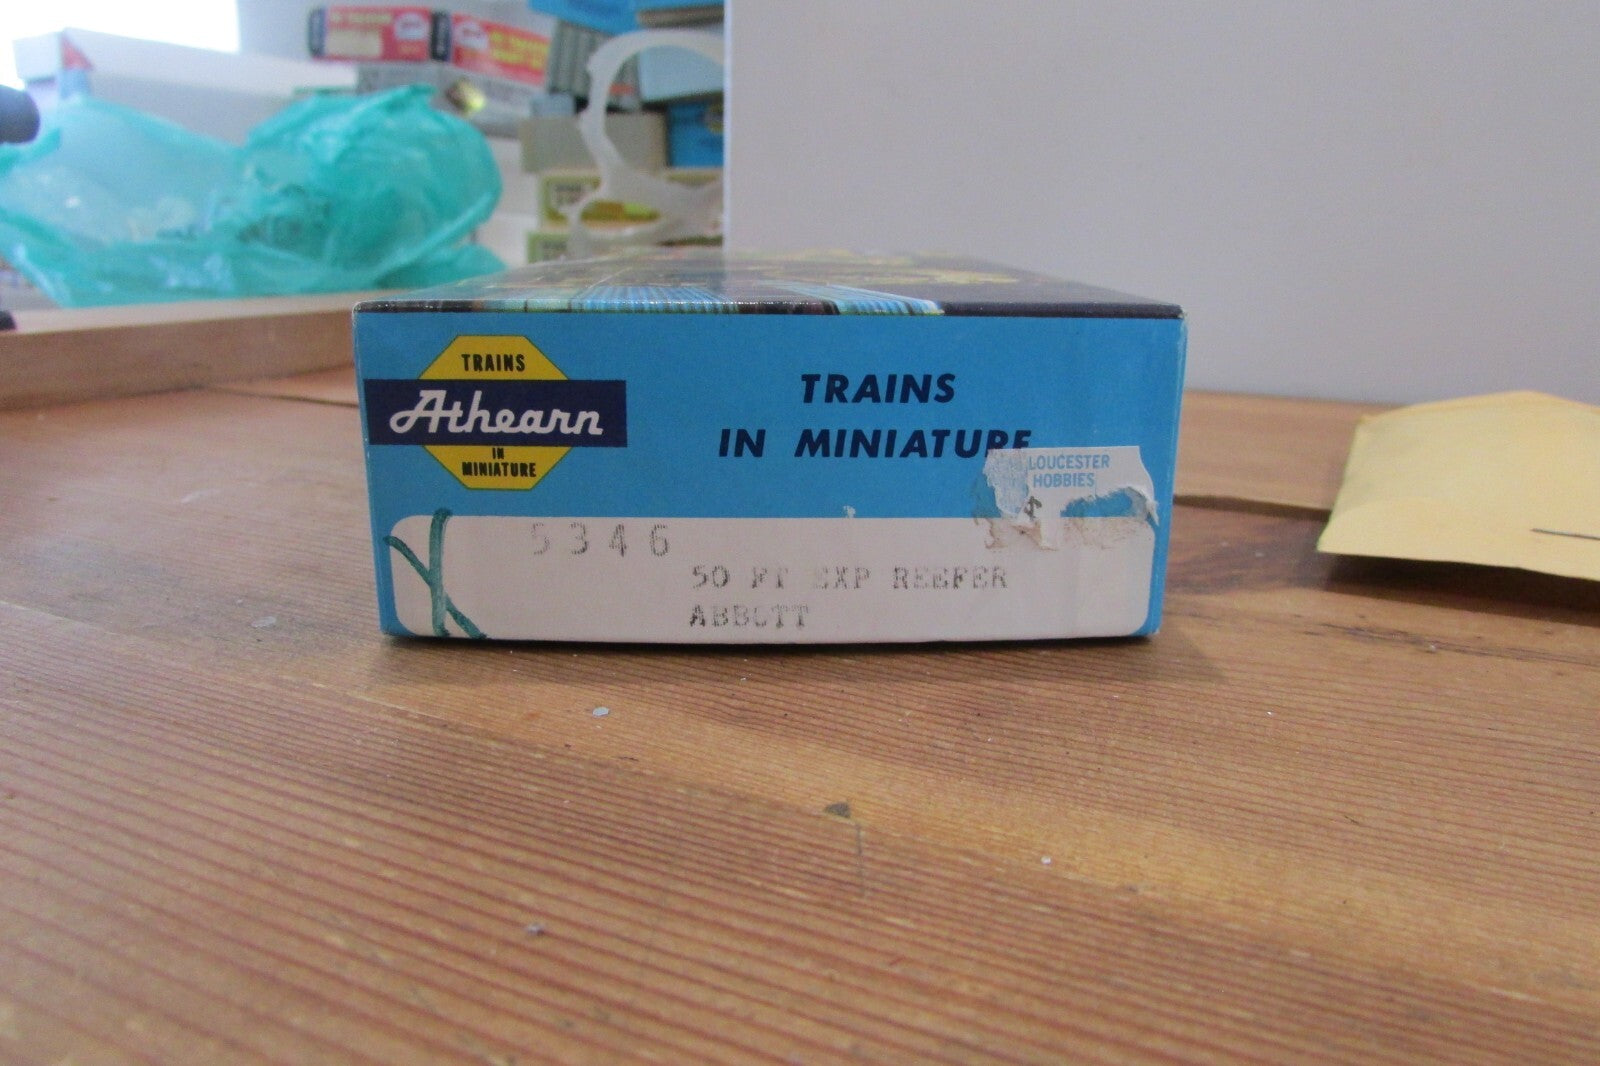 TRAINS
Athearn
IN
MINIATURE
TRAINS
IN MINIATURE
LOUCESTER
HOBBIES
5346
50 FT EXP REEFER
ABBOTT